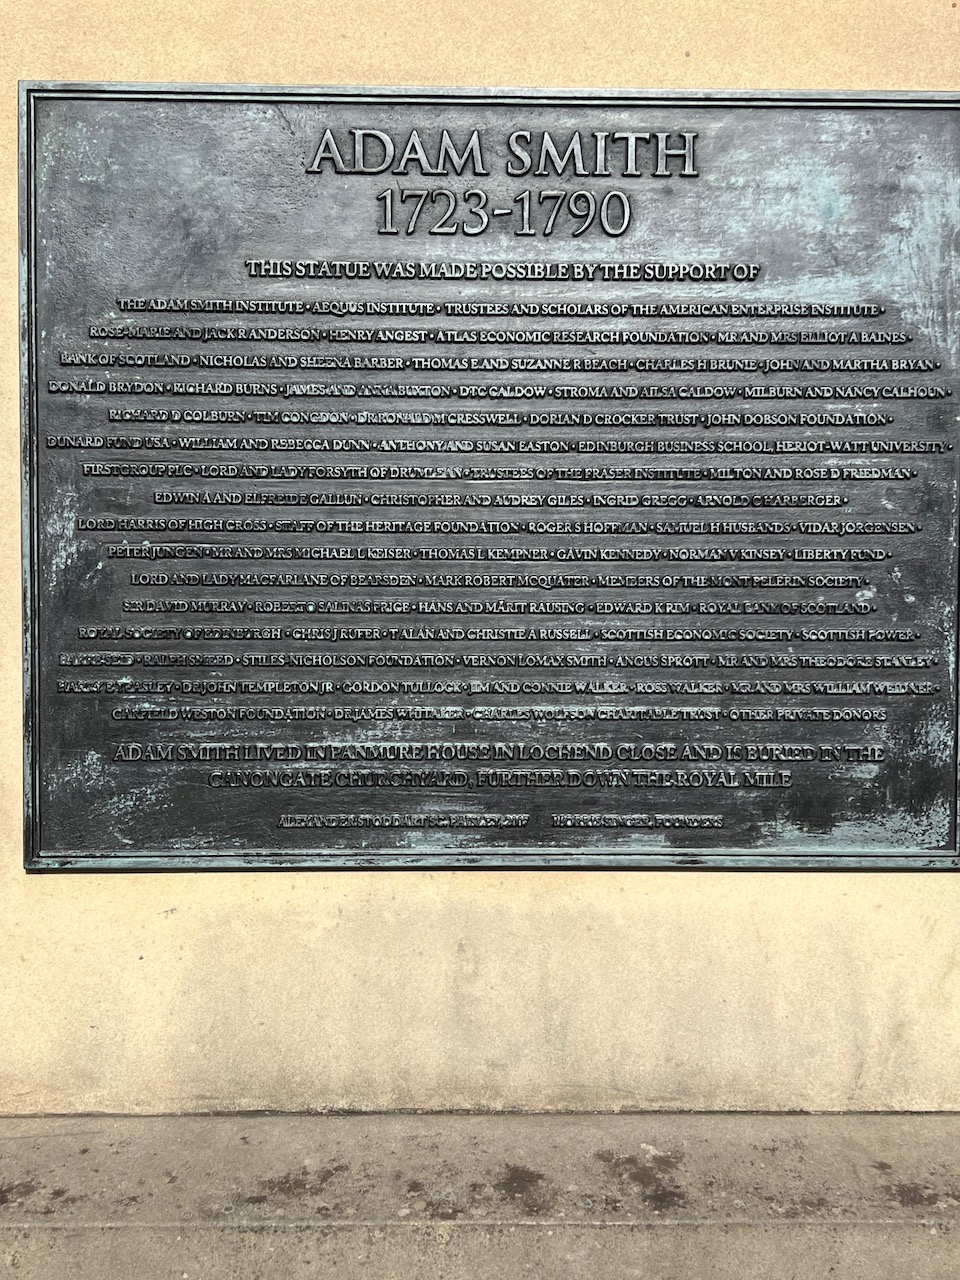 ADAM SMITH
1723-1790
THIS STATUE WAS MADE POSSIBLE BY THE SUPPORT OF
THE ADAM SMITH INSTITUTE • AEQUUS INSTITUTE • TRUSTEES AND SCHOLARS OF THE AMERICAN ENTERPRISE INSTITUTE •
ROSE-MARIE AND JACK R ANDERSON • HENRY ANGEST • ATLAS ECONOMIC RESEARCH FOUNDATION • MR AND MRS ELLIOT A BAINES •
BANK OF SCOTLAND • NICHOLAS AND SHEENA BARBER • THOMAS E AND SUZANNE R BEACH • CHARLES H BRUNIE • JOHN AND MARTHA BRYAN •
DONALD BRYDON • RICHARD BURNS • JAMES AND ANNA BUXTON • DTC CALDOW • STROMA AND AILSA CALDOW • MILBURN AND NANCY CALHOUN •
RICHARD D COLBURN • TIM CONGDON • DR RONALD M CRESSWELL • DORIAN D CROCKER TRUST • JOHN DOBSON FOUNDATION •
DUNARD FUND USA • WILLIAM AND REBECCA DUNN • ANTHONY AND SUSAN EASTON • EDINBURGH BUSINESS SCHOOL, HERIOT-WATT UNIVERSITY •
FIRSTGROUP PLC • LORD AND LADY FORSYTH OF DRUMLEAN • TRUSTEES OF THE FRASER INSTITUTE • MILTON AND ROSE D FRIEDMAN •
EDWIN A AND ELFREIDE GALLUN • CHRISTOPHER AND AUDREY GILES • INGRID GREGG • ARNOLD C HARBERGER •
LORD HARRIS OF HIGH CROSS • STAFF OF THE HERITAGE FOUNDATION • ROGER S HOFFMAN • SAMUEL H HUSBANDS • VIDAR JORGENSEN •
PETER JUNGEN • MR AND MRS MICHAEL L KEISER • THOMAS L KEMPNER • GAVIN KENNEDY • NORMAN V KINSEY • LIBERTY FUND •
LORD AND LADY MACFARLANE OF BEARSDEN • MARK ROBERT MCQUATER • MEMBERS OF THE MONT PELERIN SOCIETY •
SIR DAVID MURRAY • ROBERTO SALINAS PRICE • HANS AND MÄRIT RAUSING • EDWARD K RIM • ROYAL BANK OF SCOTLAND •
ROYAL SOCIETY OF EDINBURGH • CHRIS J RUFER • T ALAN AND CHRISTIE A RUSSELL • SCOTTISH ECONOMIC SOCIETY • SCOTTISH POWER •
RALPH SMEED • STILES-NICHOLSON FOUNDATION • VERNON LOMAX SMITH • ANGUS SPROTT • MR AND MRS THEODORE STANLEY •
HARRY E TEASLEY • DR JOHN TEMPLETON JR • GORDON TULLOCK • JIM AND CONNIE WALKER • ROSS WALKER • MR AND MRS WILLIAM WEIDNER •
GARFIELD WESTON FOUNDATION • DR JAMES WHITAKER • CHARLES WOLFSON CHARITABLE TRUST • OTHER PRIVATE DONORS
ADAM SMITH LIVED IN PANMURE HOUSE IN LOCHEND CLOSE AND IS BURIED IN THE
CANONGATE CHURCHYARD, FURTHER DOWN THE ROYAL MILE
ALEXANDER STODDART SC. PAISLEY, 2007 MORRIS SINGER, FOUNDERS